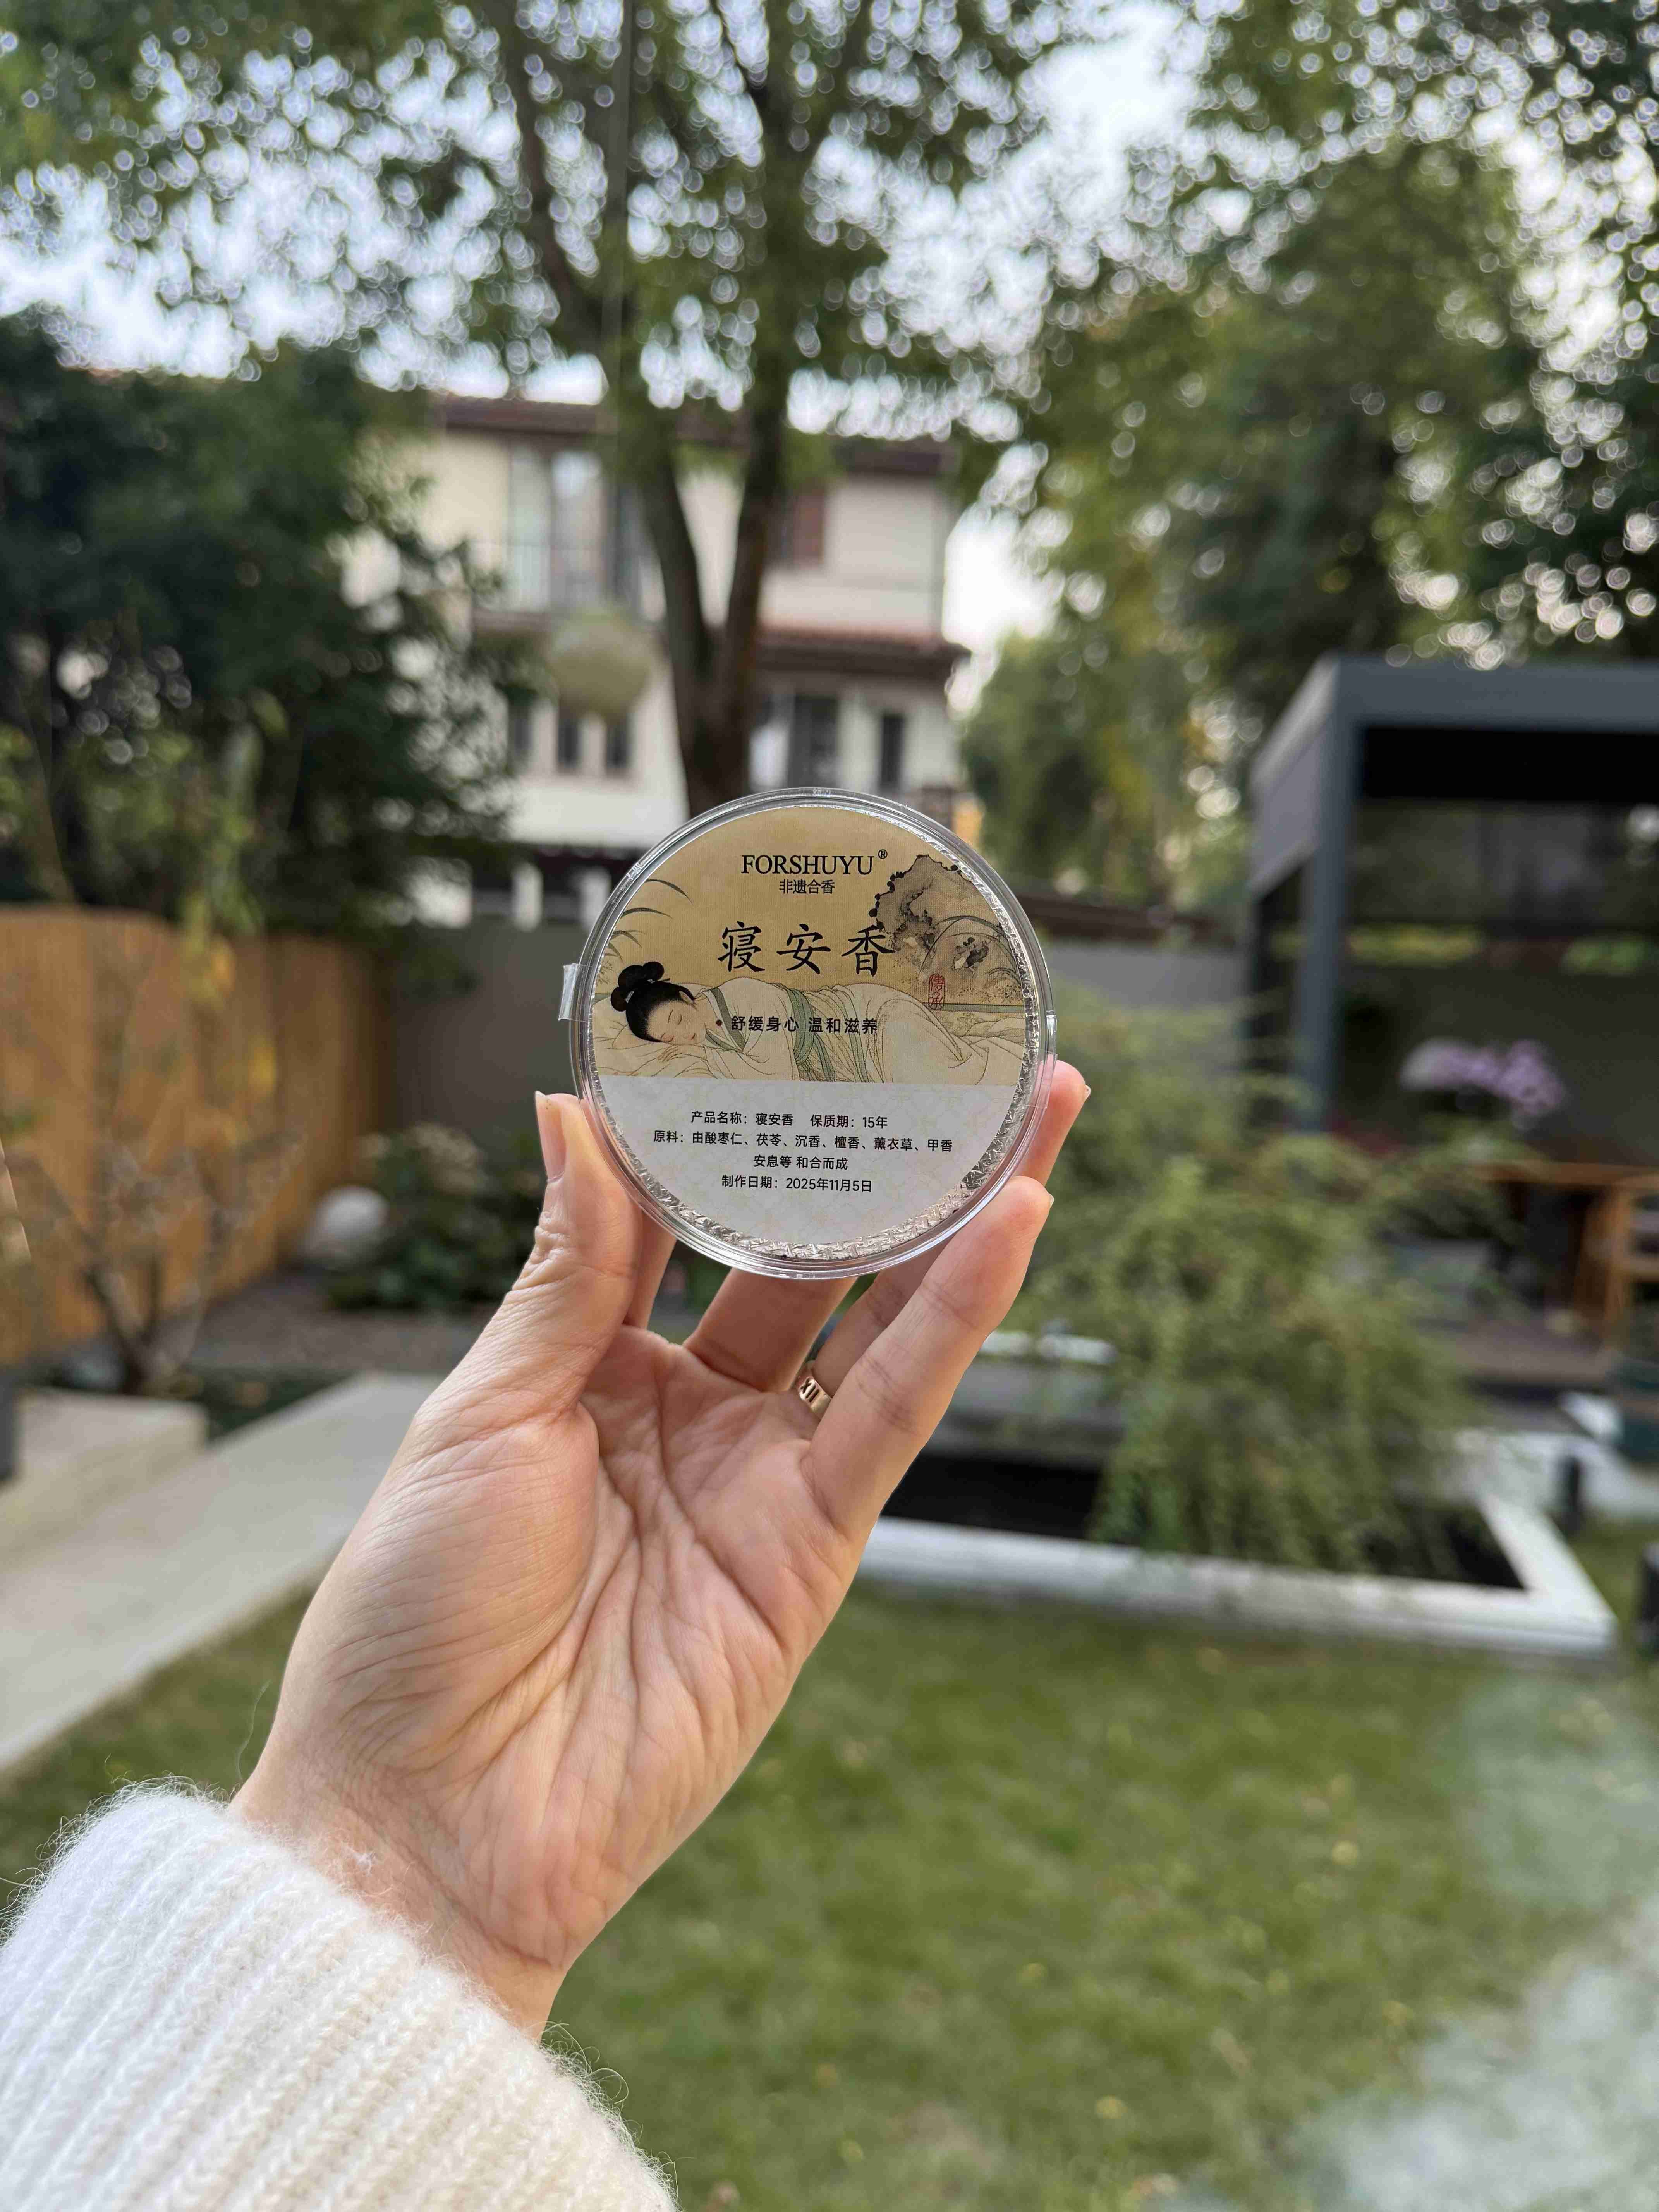 FORSHUYU®
非遗合香
寝安香
傳承
舒缓身心 温和滋养
产品名称：寝安香 保质期：15年
原料：由酸枣仁、茯苓、沉香、檀香、薰衣草、甲香
安息等 和合而成
制作日期：2025年11月5日
XII